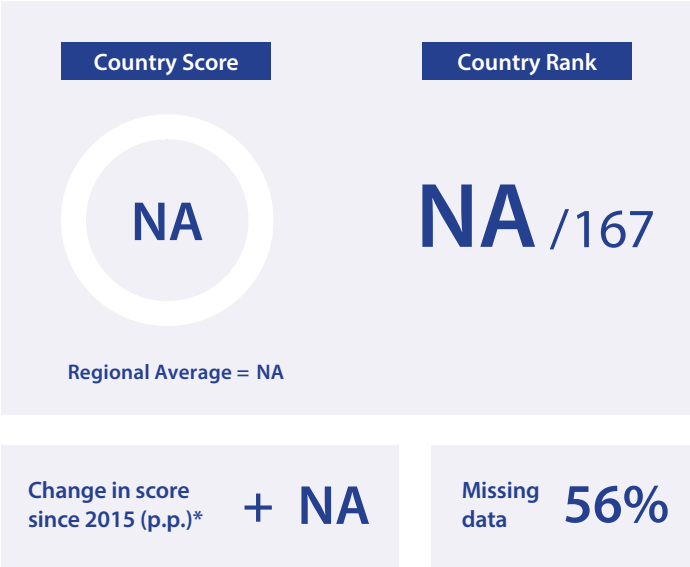 Country Score
Country Rank
NA
NA /167
Regional Average = NA
Change in score
since 2015 (p.p.)*
+ NA
Missing
data
56%